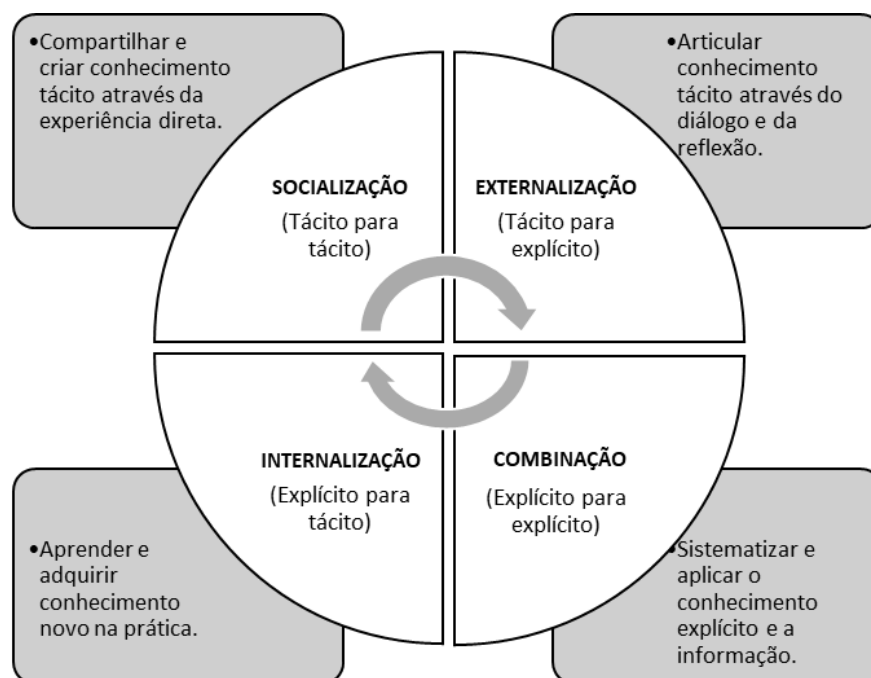 •Compartilhar e
criar conhecimento
tácito através da
experiência direta.
•Articular
conhecimento
tácito através do
diálogo e da
reflexão.
SOCIALIZAÇÃO
(Tácito para
tácito)
EXTERNALIZAÇÃO
(Tácito para
explícito)
INTERNALIZAÇÃO
(Explícito para
tácito)
COMBINAÇÃO
(Explícito para
explícito)
•Aprender e
adquirir
conhecimento
novo na prática.
•Sistematizar e
aplicar o
conhecimento
explícito e a
informação.